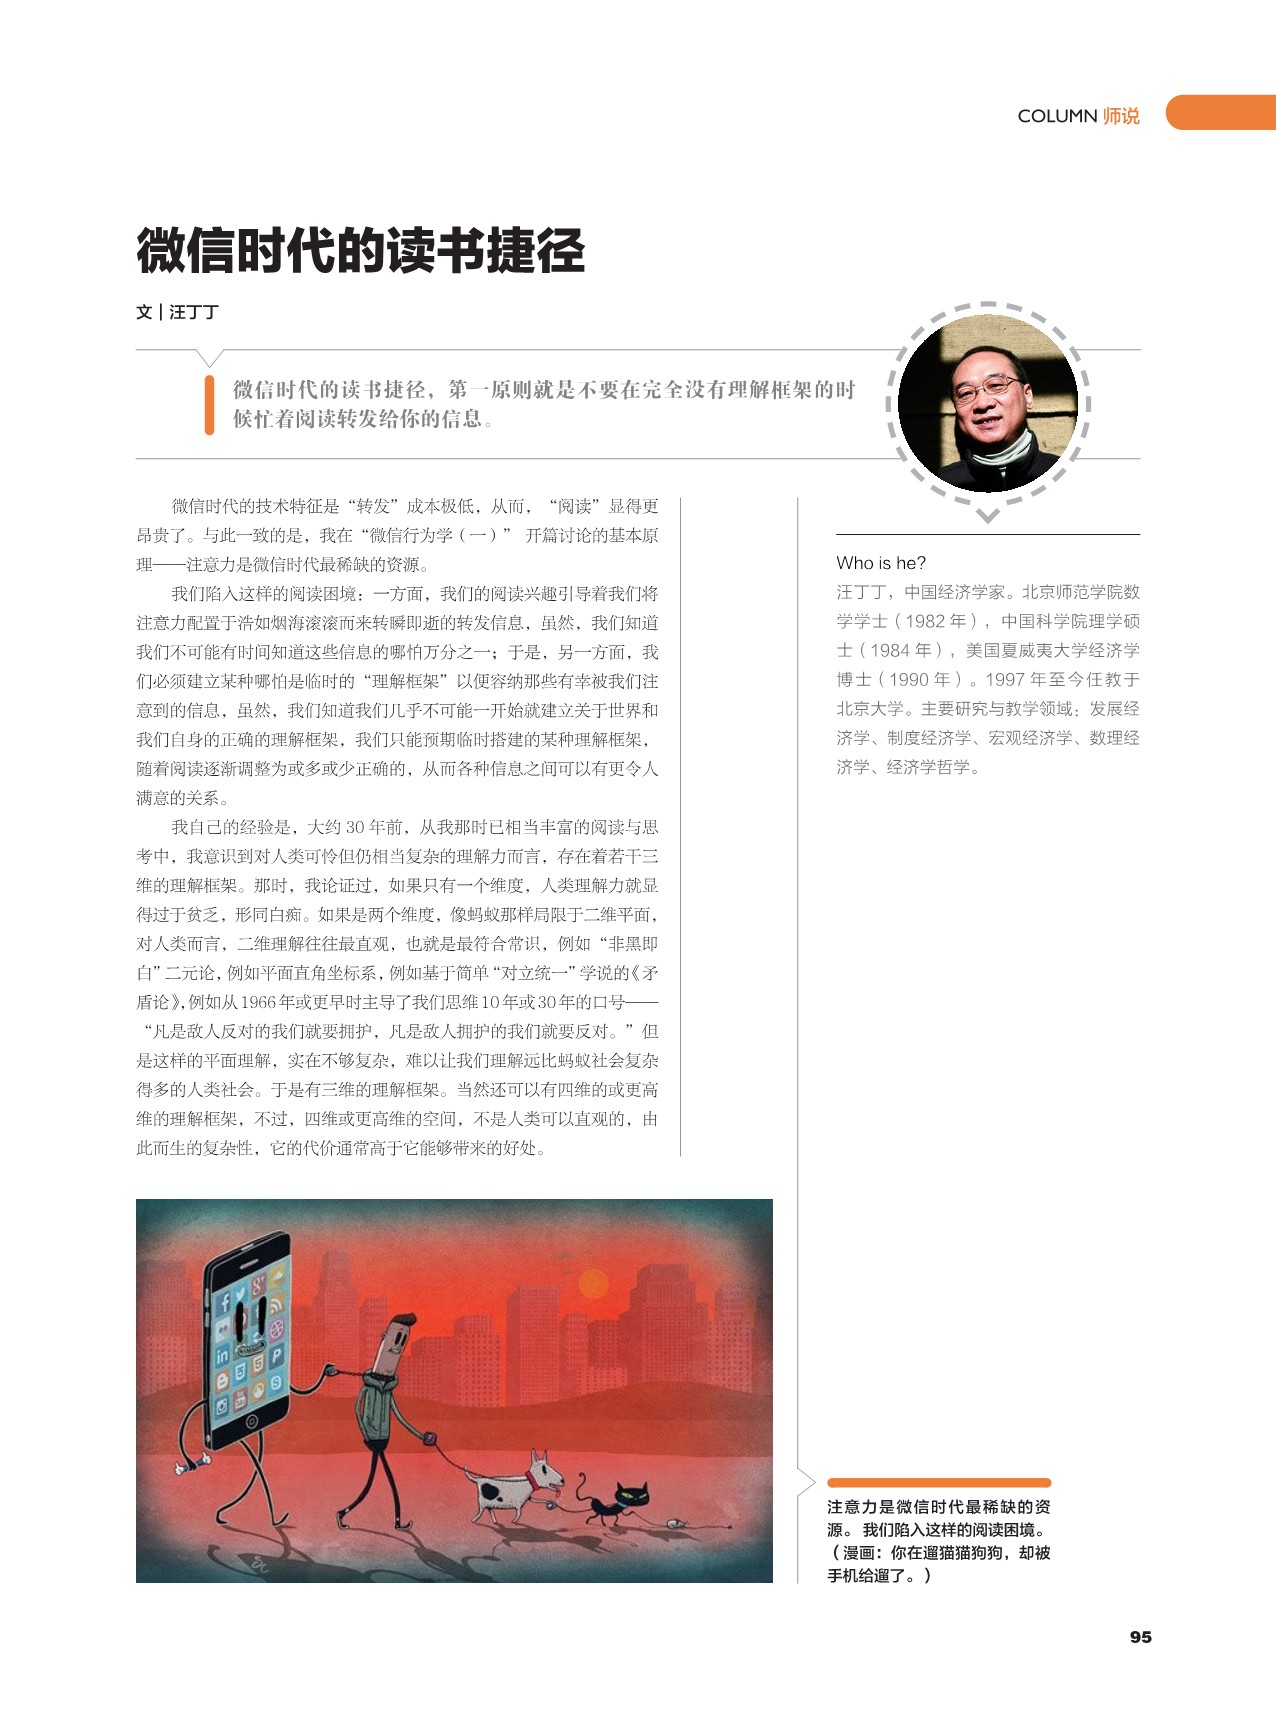 COLUMN 师说
微信时代的读书捷径
文｜汪丁丁
微信时代的读书捷径，第一原则就是不要在完全没有理解框架的时
候忙着阅读转发给你的信息。
微信时代的技术特征是“转发”成本极低，从而，“阅读”显得更
昂贵了。与此一致的是，我在“微信行为学（一）” 开篇讨论的基本原
理——注意力是微信时代最稀缺的资源。
我们陷入这样的阅读困境：一方面，我们的阅读兴趣引导着我们将
注意力配置于浩如烟海滚滚而来转瞬即逝的转发信息，虽然，我们知道
我们不可能有时间知道这些信息的哪怕万分之一；于是，另一方面，我
们必须建立某种哪怕是临时的“理解框架”以便容纳那些有幸被我们注
意到的信息，虽然，我们知道我们几乎不可能一开始就建立关于世界和
我们自身的正确的理解框架，我们只能预期临时搭建的某种理解框架，
随着阅读逐渐调整为或多或少正确的，从而各种信息之间可以有更令人
满意的关系。
我自己的经验是，大约 30 年前，从我那时已相当丰富的阅读与思
考中，我意识到对人类可怜但仍相当复杂的理解力而言，存在着若干三
维的理解框架。那时，我论证过，如果只有一个维度，人类理解力就显
得过于贫乏，形同白痴。如果是两个维度，像蚂蚁那样局限于二维平面，
对人类而言，二维理解往往最直观，也就是最符合常识，例如“非黑即
白”二元论，例如平面直角坐标系，例如基于简单“对立统一”学说的《矛
盾论》，例如从1966年或更早时主导了我们思维10年或30年的口号——
“凡是敌人反对的我们就要拥护，凡是敌人拥护的我们就要反对。”但
是这样的平面理解，实在不够复杂，难以让我们理解远比蚂蚁社会复杂
得多的人类社会。于是有三维的理解框架。当然还可以有四维的或更高
维的理解框架，不过，四维或更高维的空间，不是人类可以直观的，由
此而生的复杂性，它的代价通常高于它能够带来的好处。
Who is he?
汪丁丁，中国经济学家。北京师范学院数
学学士（1982 年），中国科学院理学硕
士（1984 年），美国夏威夷大学经济学
博士（1990 年）。1997 年至今任教于
北京大学。主要研究与教学领域：发展经
济学、制度经济学、宏观经济学、数理经
济学、经济学哲学。
注意力是微信时代最稀缺的资
源。 我们陷入这样的阅读困境。
（漫画：你在遛猫猫狗狗，却被
手机给遛了。）
95